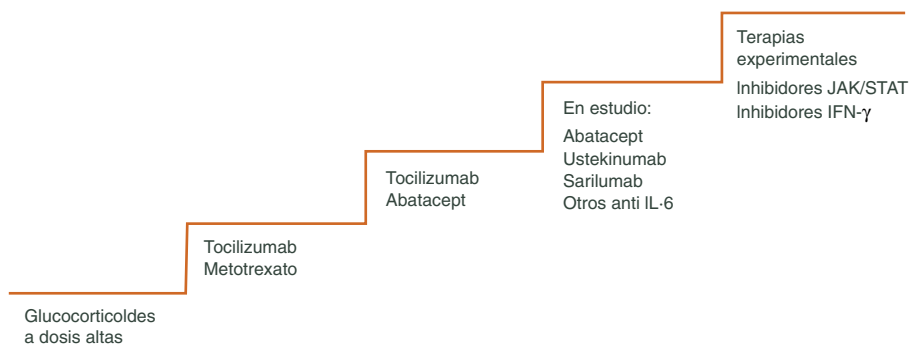 Terapias
experimentales
Inhibidores JAK/STAT
Inhibidores IFN-γ
En estudio:
Abatacept
Ustekinumab
Sarilumab
Otros anti IL-6
Tocilizumab
Abatacept
Tocilizumab
Metotrexato
Glucocorticoldes
a dosis altas